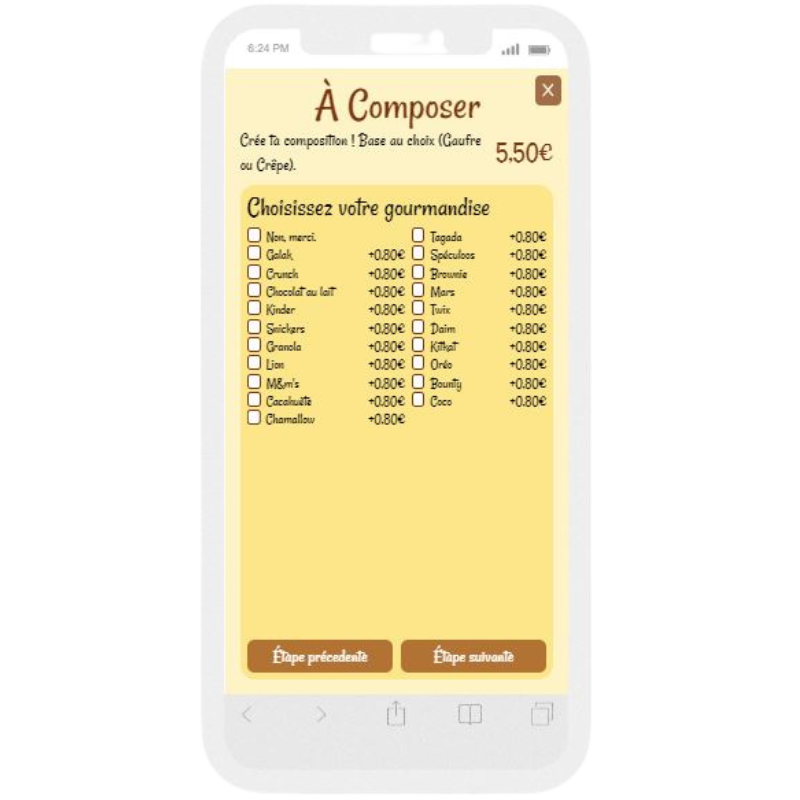 6:24 PM
À Composer
X
Crée ta composition ! Base au choix (Gaufre
ou Crêpe).
5,50€
Choisissez votre gourmandise
Non, merci.
Galak +0.80€
Crunch +0.80€
Chocolat au lait +0.80€
Kinder +0.80€
Snickers +0.80€
Granola +0.80€
Lion +0.80€
M&m's +0.80€
Cacahuète +0.80€
Chamallow +0.80€
Tagada +0.80€
Spéculoos +0.80€
Brownie +0.80€
Mars +0.80€
Twix +0.80€
Daim +0.80€
Kitkat +0.80€
Oréo +0.80€
Bounty +0.80€
Coco +0.80€
Étape précedente
Étape suivante